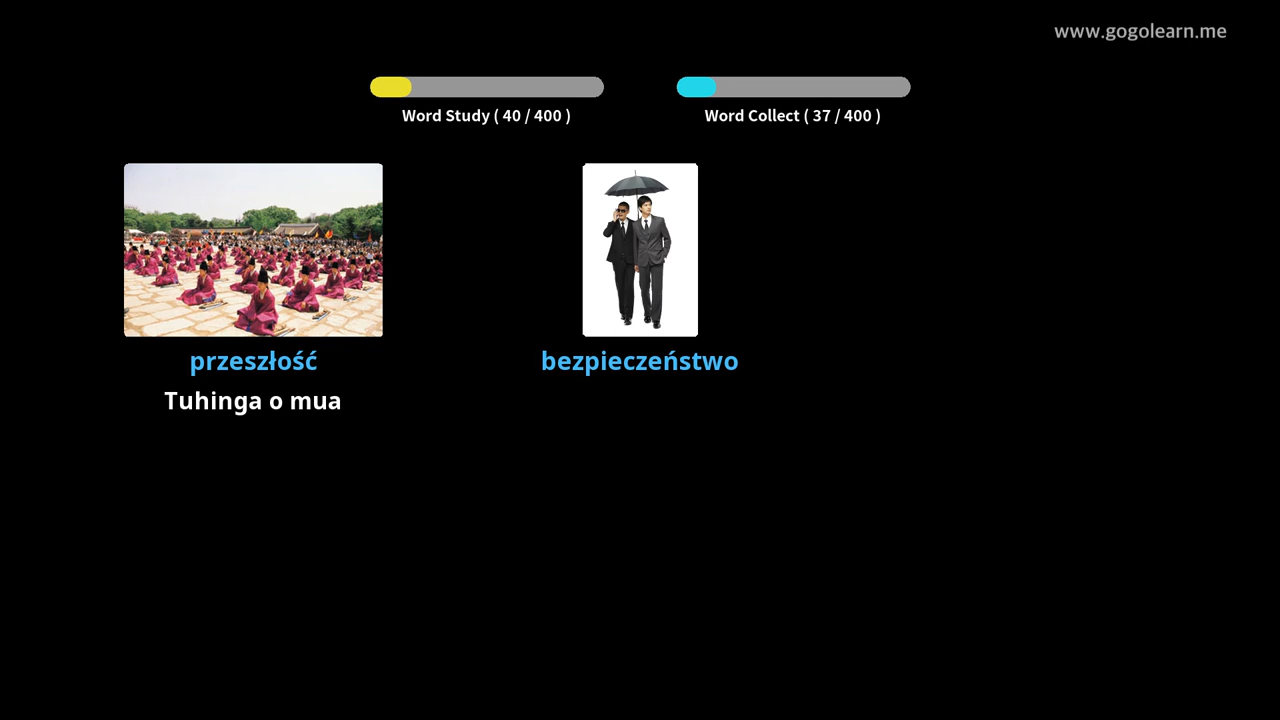 www.gogolearn.me
Word Study ( 40 / 400 )
Word Collect ( 37 / 400 )
przeszłość
bezpieczeństwo
Tuhinga o mua